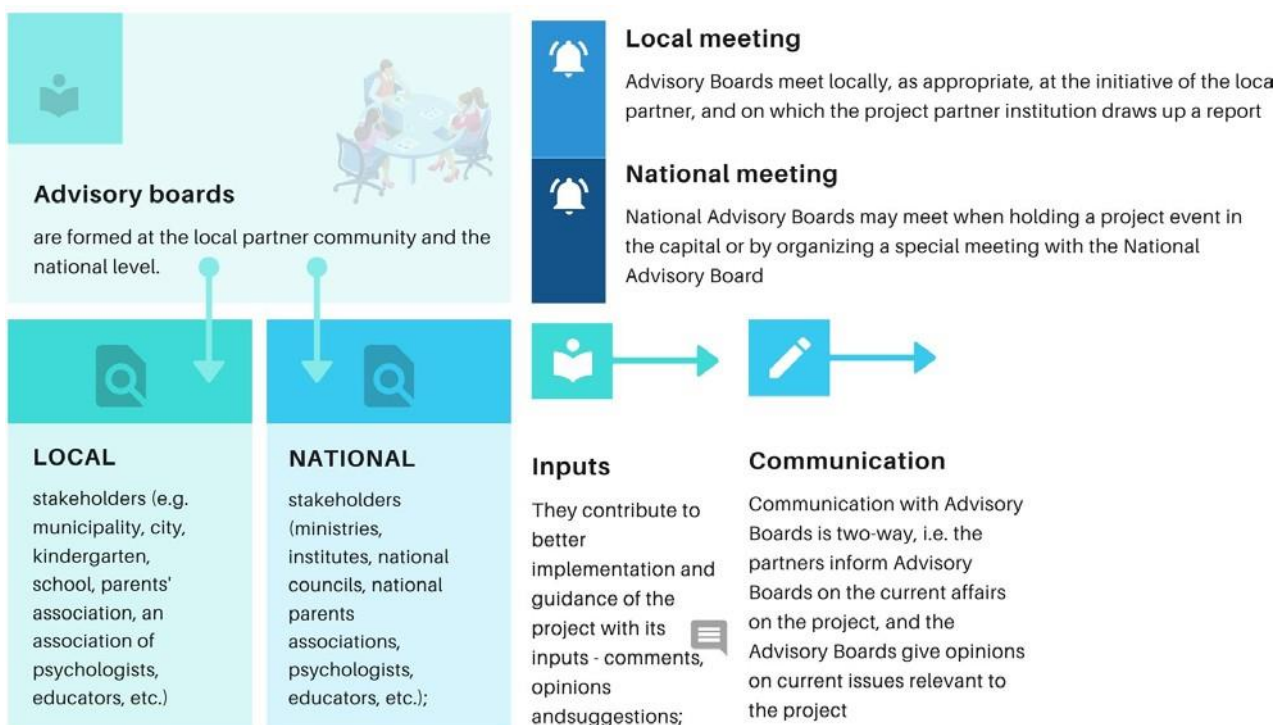 Advisory boards
are formed at the local partner community and the
national level.
Local meeting
Advisory Boards meet locally, as appropriate, at the initiative of the loca
partner, and on which the project partner institution draws up a report
National meeting
National Advisory Boards may meet when holding a project event in
the capital or by organizing a special meeting with the National
Advisory Board
LOCAL
stakeholders (e.g.
municipality, city,
kindergarten,
school, parents'
association, an
association of
psychologists,
educators, etc.)
NATIONAL
stakeholders
(ministries,
institutes, national
councils, national
parents
associations,
psychologists,
educators, etc.);
Inputs
They contribute to
better
implementation and
guidance of the
project with its
inputs - comments,
opinions
andsuggestions;
Communication
Communication with Advisory
Boards is two-way, i.e. the
partners inform Advisory
Boards on the current affairs
on the project, and the
Advisory Boards give opinions
on current issues relevant to
the project